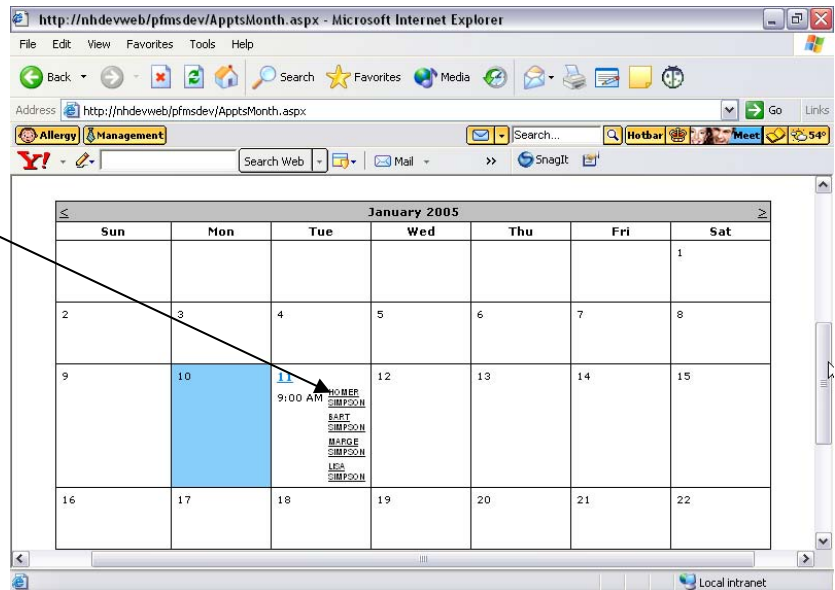 http://nhdevweb/pfmsdev/ApptsMonth.aspx - Microsoft Internet Explorer
File Edit View Favorites Tools Help
Back Search Favorites Media
Address http://nhdevweb/pfmsdev/ApptsMonth.aspx Go Links
Allergy Management Search... Hotbar Meet 54°
Y! Search Web Mail >> SnagIt
< January 2005 >
Sun Mon Tue Wed Thu Fri Sat
1
2 3 4 5 6 7 8
9 10 11 12 13 14 15
9:00 AM HOMER
SIMPSON
BART
SIMPSON
MARGE
SIMPSON
LISA
SIMPSON
16 17 18 19 20 21 22
Local intranet